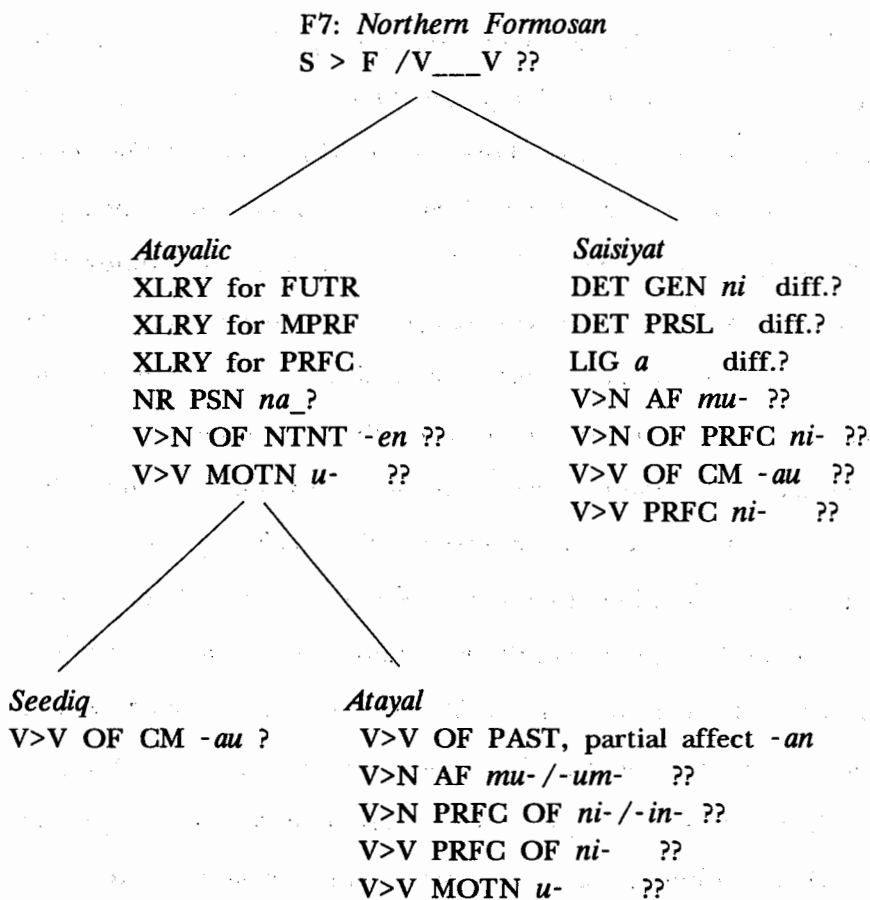 F7: Northern Formosan
S > F /V___V ??
Atayalic
XLRY for FUTR
XLRY for MPRF
XLRY for PRFC
NR PSN na_?
V>N OF NTNT -en ??
V>V MOTN u- ??
Saisiyat
DET GEN ni diff.?
DET PRSL diff.?
LIG a diff.?
V>N AF mu- ??
V>N OF PRFC ni- ??
V>V OF CM -au ??
V>V PRFC ni- ??
Seediq
V>V OF CM -au ?
Atayal
V>V OF PAST, partial affect -an
V>N AF mu-/-um- ??
V>N PRFC OF ni-/-in- ??
V>V PRFC OF ni- ??
V>V MOTN u- ??